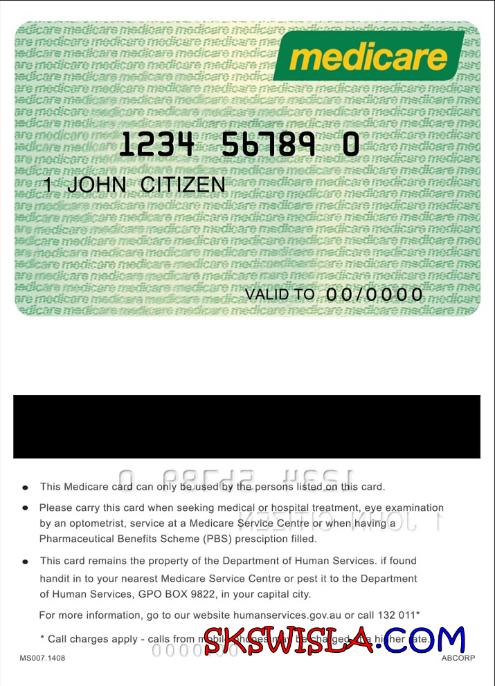 medicare
1234 56789 0
1 JOHN CITIZEN
VALID TO 00/0000
• This Medicare card can only be used by the persons listed on this card.
• Please carry this card when seeking medical or hospital treatment, eye examination
by an optometrist, service at a Medicare Service Centre or when having a
Pharmaceutical Benefits Scheme (PBS) presciption filled.
• This card remains the property of the Department of Human Services. if found
handit in to your nearest Medicare Service Centre or pest it to the Department
of Human Services, GPO BOX 9822, in your capital city.
For more information, go to our website humanservices.gov.au or call 132 011*
* Call charges apply - calls from mobile phones may be charged at a higher rate.
SKSWISLA.COM
MS007.1408
ABCORP